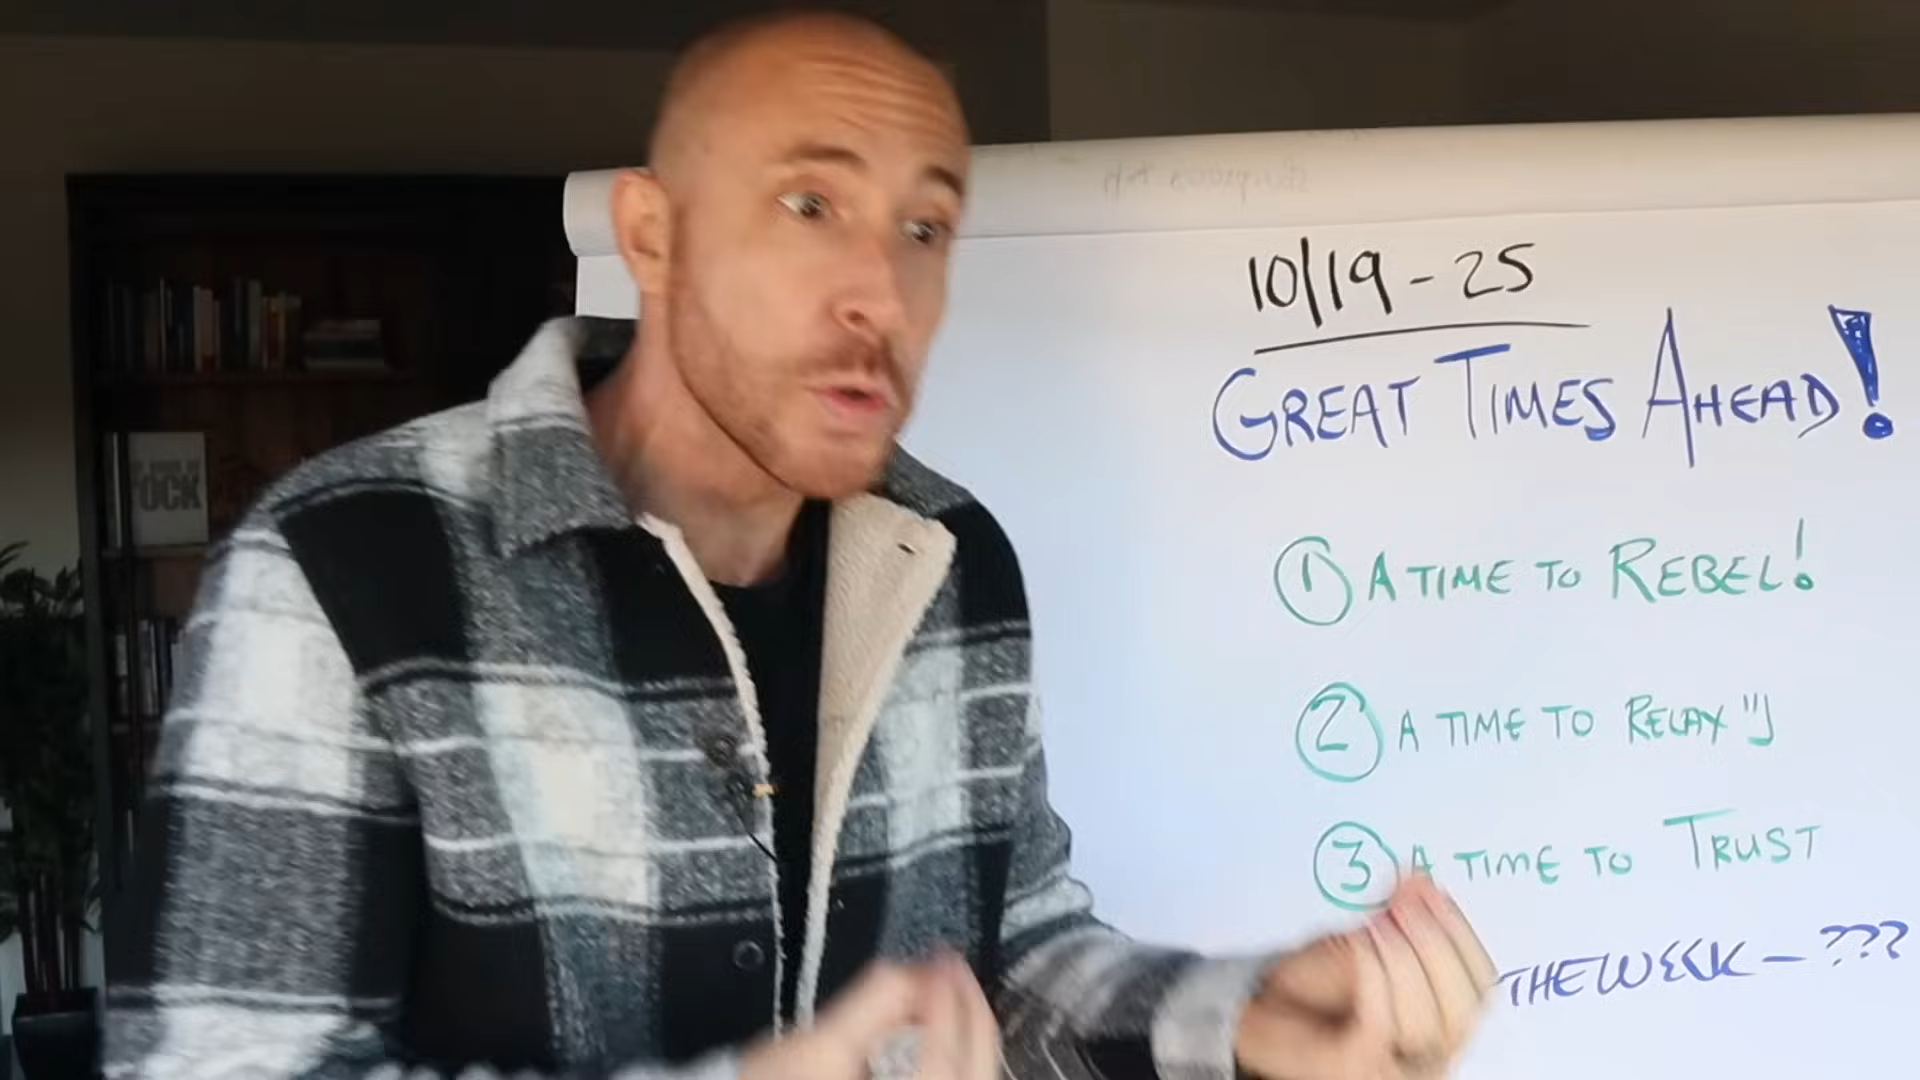 10/19-25
GREAT TIMES AHEAD!
1 A TIME TO REBEL!
2 A TIME TO RELAX
3 A TIME TO TRUST
THE WEEK - ???
OCK